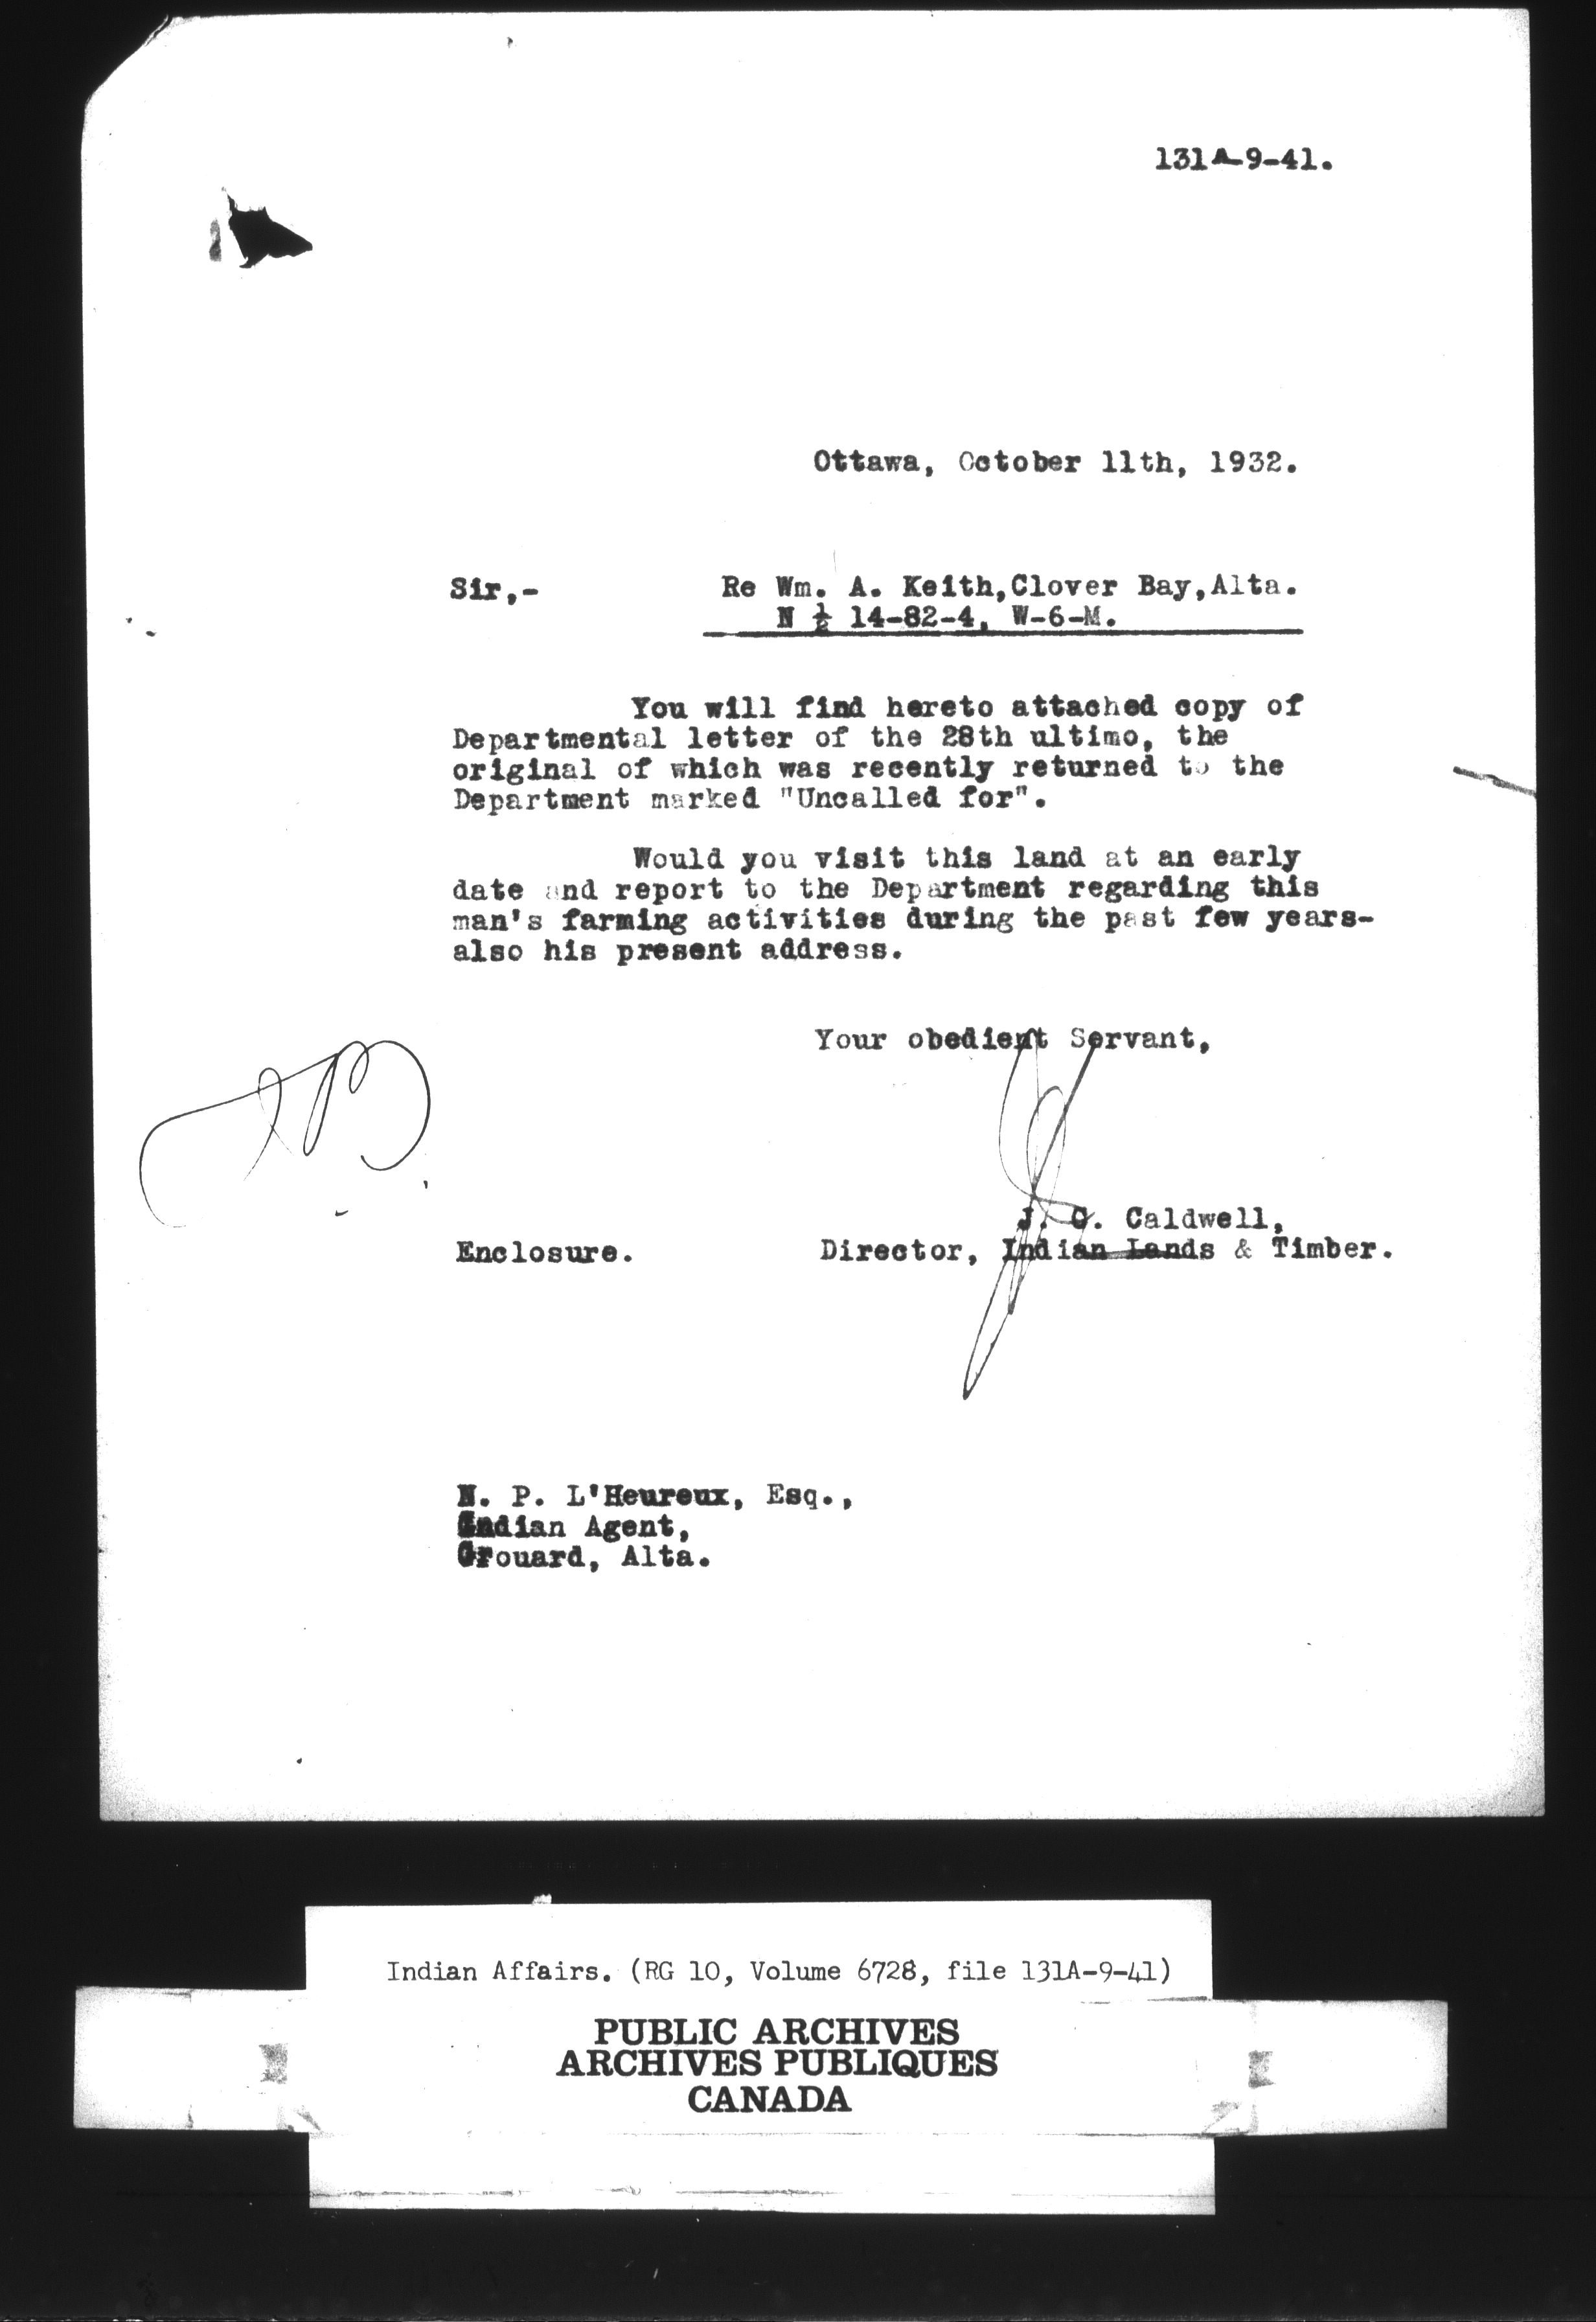 131A-9-41.
Ottawa, October 11th, 1932.
Sir,- Re Wm. A. Keith,Clover Bay,Alta.
N ½ 14-82-4, W-6-M.
You will find hereto attached copy of
Departmental letter of the 28th ultimo, the
original of which was recently returned to the
Department marked "Uncalled for".
Would you visit this land at an early
date and report to the Department regarding this
man's farming activities during the past few years-
also his present address.
Your obedient Servant,
J. C. Caldwell,
Enclosure. Director, Indian Lands & Timber.
N. P. L'Heureux, Esq.,
Indian Agent,
Grouard, Alta.
Indian Affairs. (RG 10, Volume 6728, file 131A-9-41)
PUBLIC ARCHIVES
ARCHIVES PUBLIQUES
CANADA